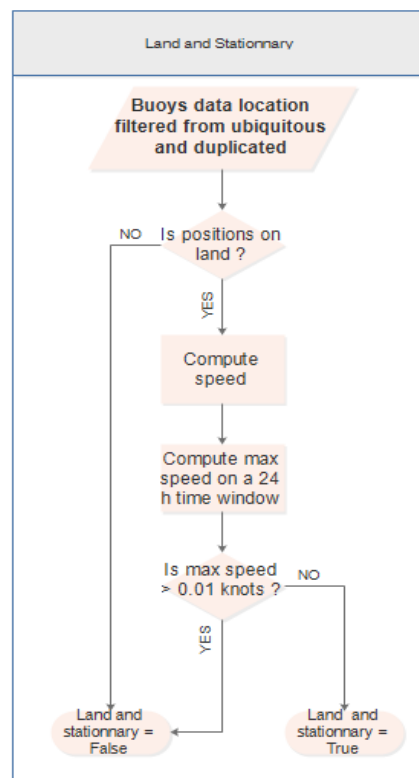 Land and Stationnary
Buoys data location
filtered from ubiquitous
and duplicated
NO
Is positions on
land ?
YES
Compute
speed
Compute max
speed on a 24
h time window
Is max speed
> 0.01 knots ?
NO
YES
Land and
stationnary =
False
Land and
stationnary =
True